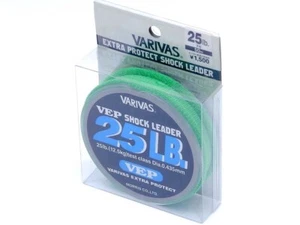 VARIVAS
25lb.
EXTRA PROTECT SHOCK LEADER
¥1,500
VARIVAS
VEP SHOCK LEADER
25LB.
VEP
VARIVAS EXTRA PROTECT